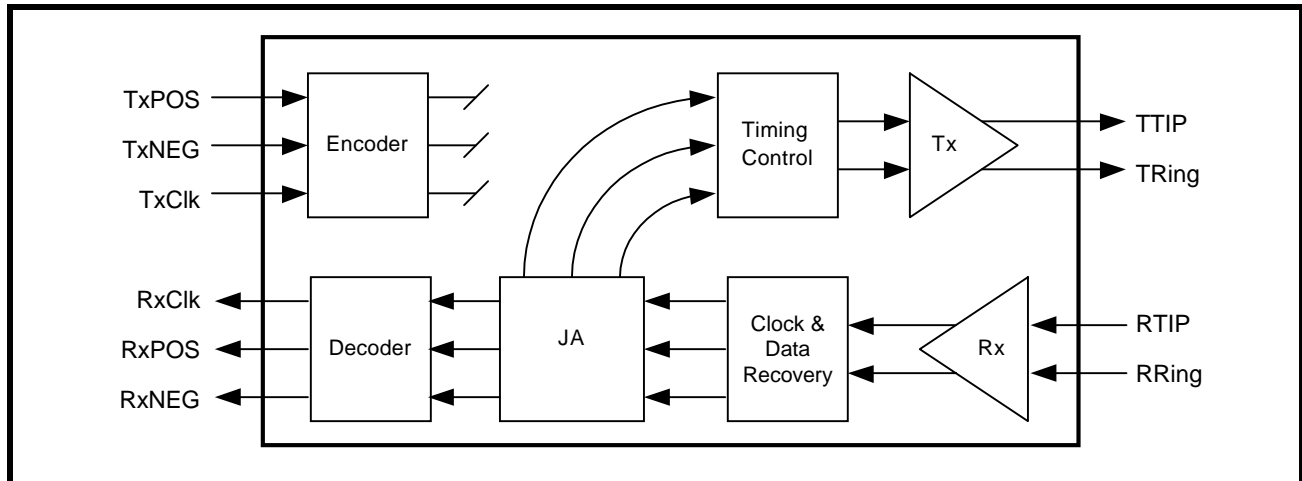 TxPOS
TxNEG
TxClk
Encoder
Timing
Control
Tx
TTIP
TRing
RxClk
RxPOS
RxNEG
Decoder
JA
Clock &
Data
Recovery
Rx
RTIP
RRing